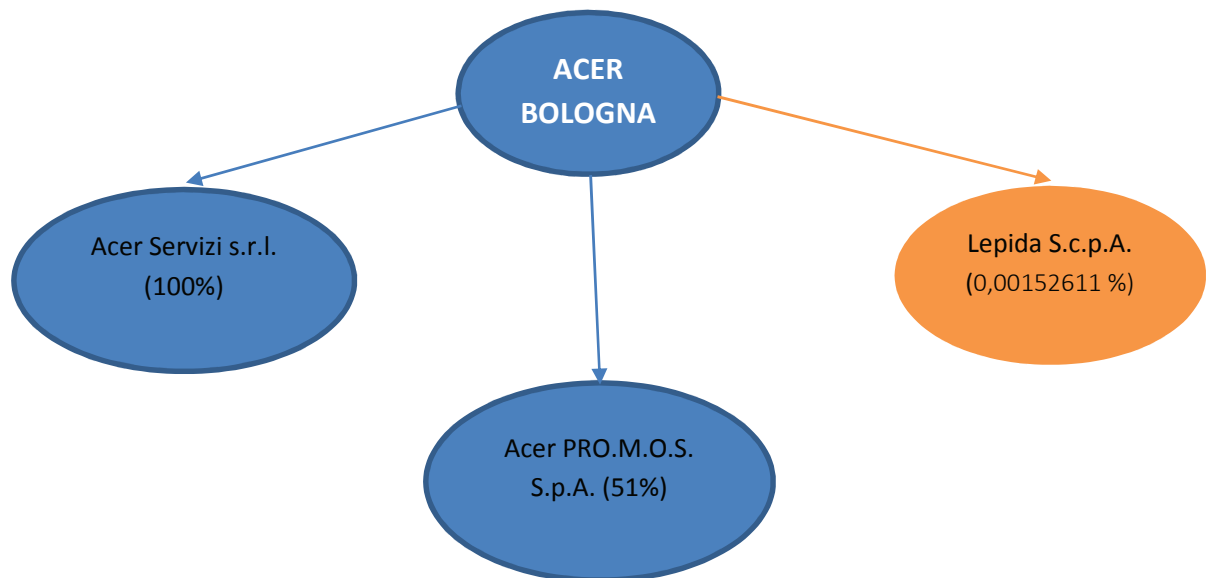 ACER
BOLOGNA
Acer Servizi s.r.l.
(100%)
Lepida S.c.p.A.
(0,00152611 %)
Acer PRO.M.O.S.
S.p.A. (51%)